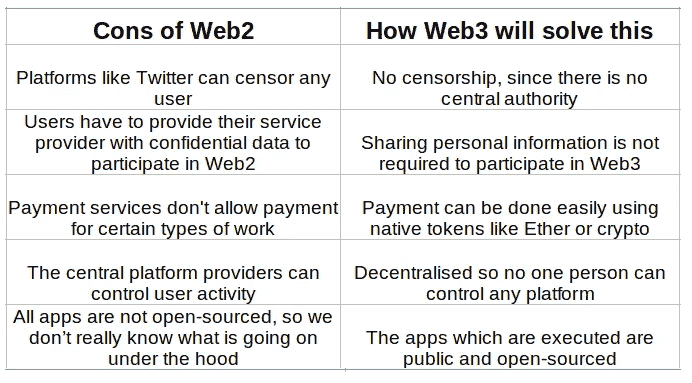 Cons of Web2
How Web3 will solve this
Platforms like Twitter can censor any
user
No censorship, since there is no
central authority
Users have to provide their service
provider with confidential data to
participate in Web2
Sharing personal information is not
required to participate in Web3
Payment services don't allow payment
for certain types of work
Payment can be done easily using
native tokens like Ether or crypto
The central platform providers can
control user activity
Decentralised so no one person can
control any platform
All apps are not open-sourced, so we
don’t really know what is going on
under the hood
The apps which are executed are
public and open-sourced